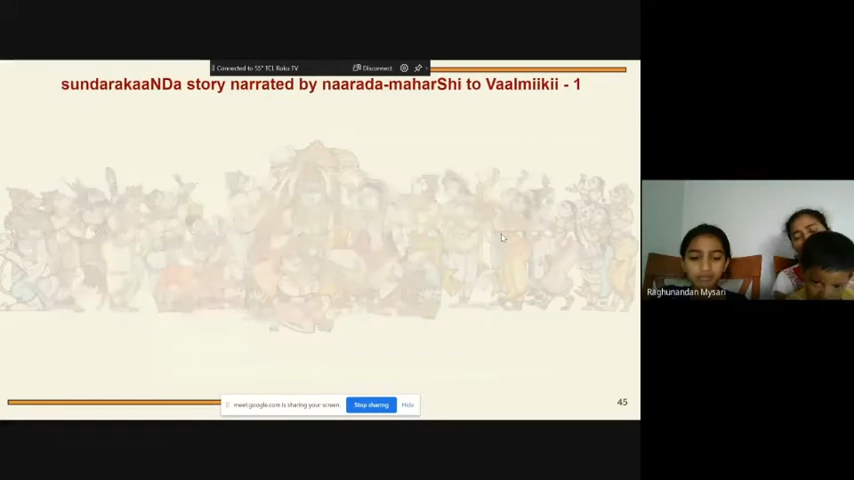 Connected to 55" TCL Roku TV Disconnect
sundarakaaNDa story narrated by naarada-maharShi to Vaalmiikii - 1
Raghunandan Mysari
45
meet.google.com is sharing your screen. Stop sharing Hide